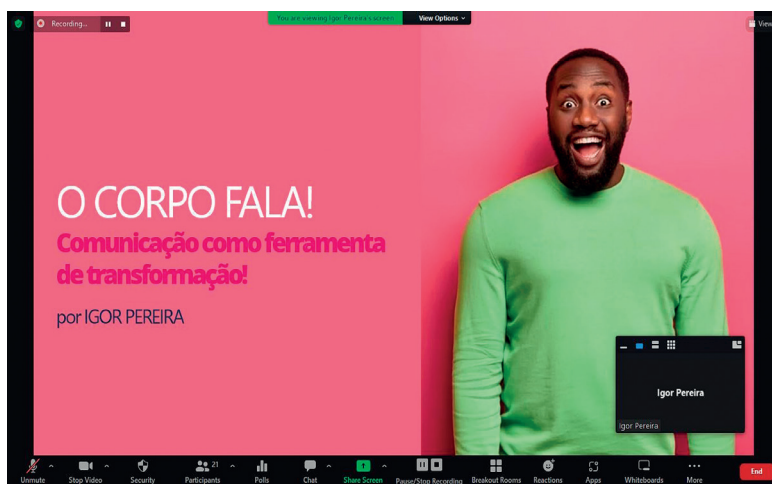 Recording...
You are viewing Igor Pereira's screen
View Options
View
O CORPO FALA!
Comunicação como ferramenta
de transformação!
por IGOR PEREIRA
Igor Pereira
Igor Pereira
21
Unmute
Stop Video
Security
Participants
Polls
Chat
Share Screen
Pause/Stop Recording
Breakout Rooms
Reactions
Apps
Whiteboards
More
End